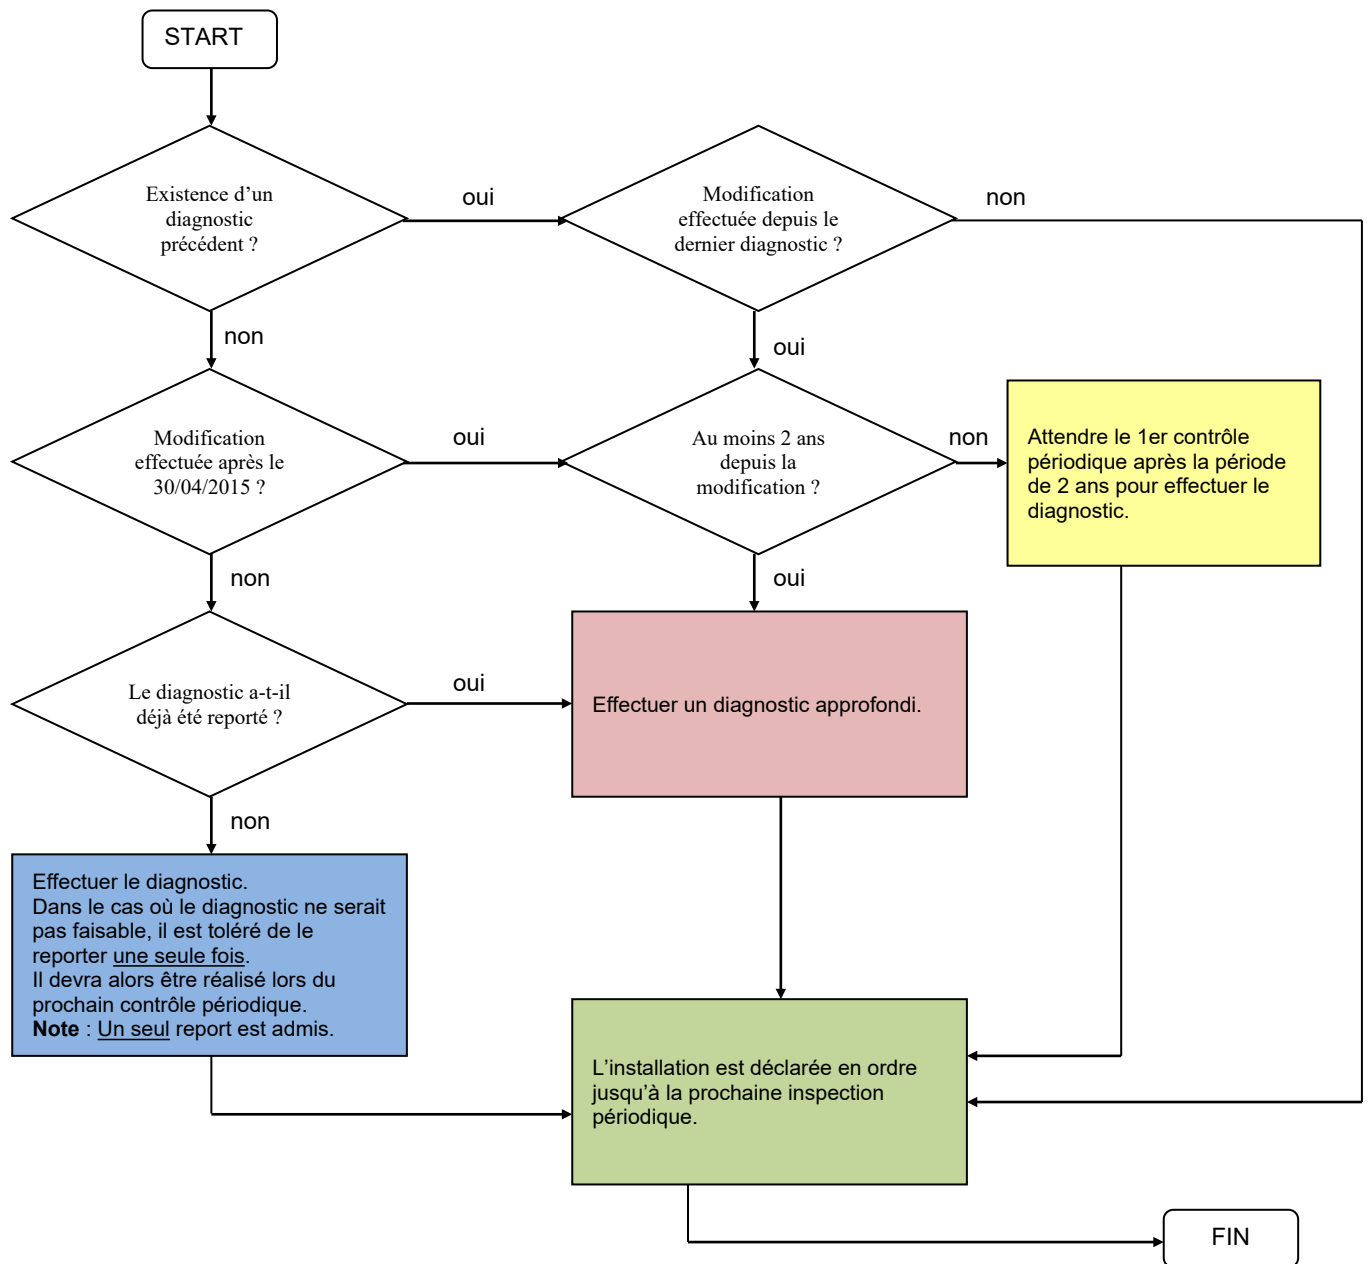 START
Existence d’un
diagnostic
précédent ?
oui
Modification
effectuée depuis le
dernier diagnostic ?
non
non
oui
Modification
effectuée après le
30/04/2015 ?
oui
Au moins 2 ans
depuis la
modification ?
non
Attendre le 1er contrôle
périodique après la période
de 2 ans pour effectuer le
diagnostic.
non
oui
Le diagnostic a-t-il
déjà été reporté ?
oui
Effectuer un diagnostic approfondi.
non
Effectuer le diagnostic.
Dans le cas où le diagnostic ne serait
pas faisable, il est toléré de le
reporter une seule fois.
Il devra alors être réalisé lors du
prochain contrôle périodique.
Note : Un seul report est admis.
L’installation est déclarée en ordre
jusqu’à la prochaine inspection
périodique.
FIN